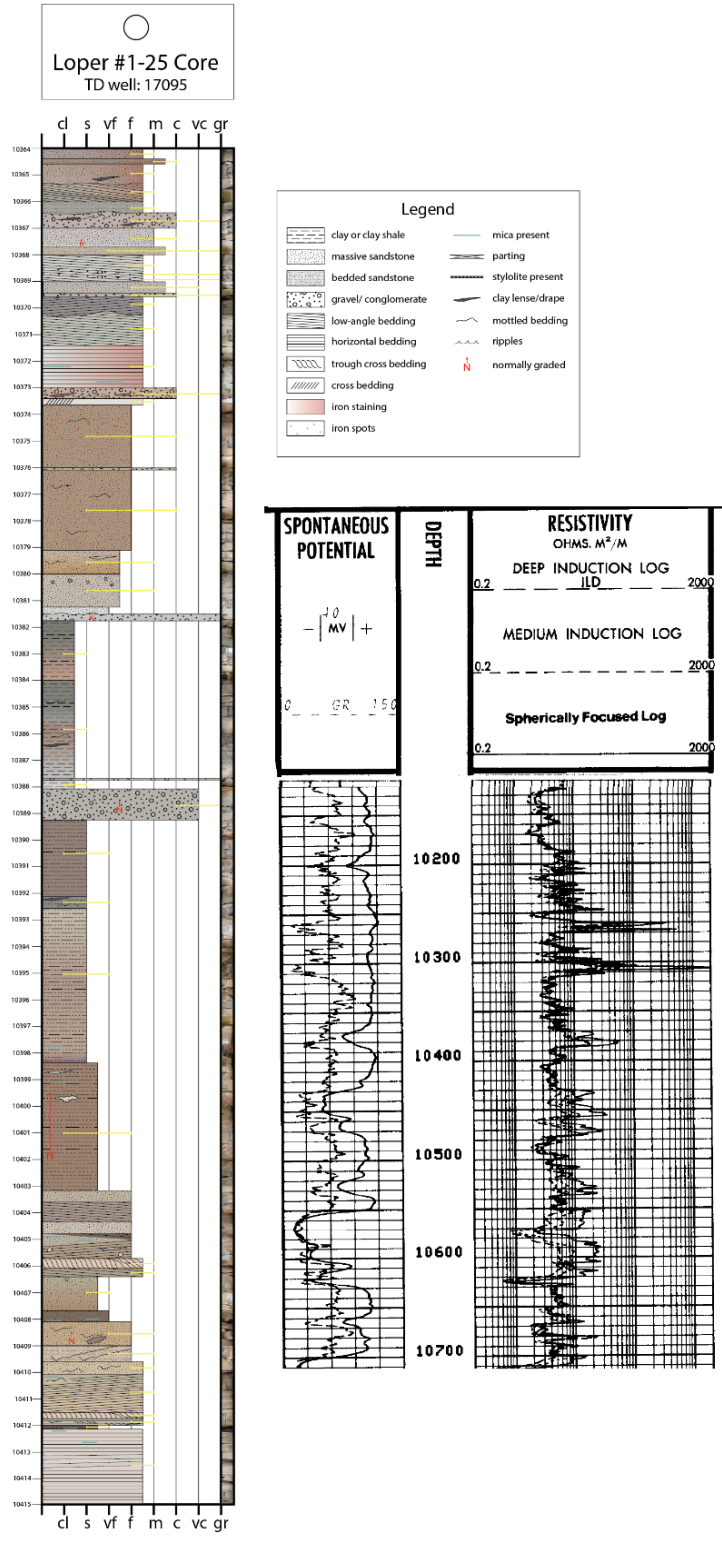 Loper #1-25 Core
TD well: 17095
cl s vf f m c vc gr
10364
10365
10366
10367
10368
10369
10370
10371
10372
10373
10374
10375
10376
10377
10378
10379
10380
10381
10382
10383
10384
10385
10386
10387
10388
10389
10390
10391
10392
10393
10394
10395
10396
10397
10398
10399
10400
10401
10402
10403
10404
10405
10406
10407
10408
10409
10410
10411
10412
10413
10414
10415
N
N
cl s vf f m c vc gr
Legend
clay or clay shale
massive sandstone
bedded sandstone
gravel/ conglomerate
low-angle bedding
horizontal bedding
trough cross bedding
cross bedding
iron staining
iron spots
mica present
parting
stylolite present
clay lense/drape
mottled bedding
ripples
N normally graded
SPONTANEOUS
POTENTIAL
10
- | MV | +
0 GR 150
DEPTH
RESISTIVITY
OHMS. M²/M
DEEP INDUCTION LOG
ILD
0.2 2000
MEDIUM INDUCTION LOG
0.2 2000
Spherically Focused Log
0.2 2000
10200
10300
10400
10500
10600
10700